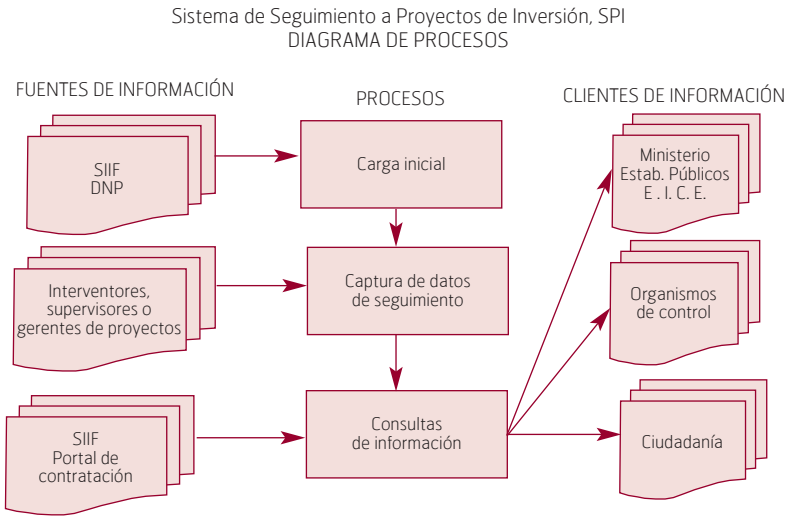 Sistema de Seguimiento a Proyectos de Inversión, SPI
DIAGRAMA DE PROCESOS
FUENTES DE INFORMACIÓN
PROCESOS
CLIENTES DE INFORMACIÓN
SIIF
DNP
Carga inicial
Ministerio
Estab. Públicos
E . I. C. E.
Interventores,
supervisores o
gerentes de proyectos
Captura de datos
de seguimiento
Organismos
de control
SIIF
Portal de
contratación
Consultas
de información
Ciudadanía